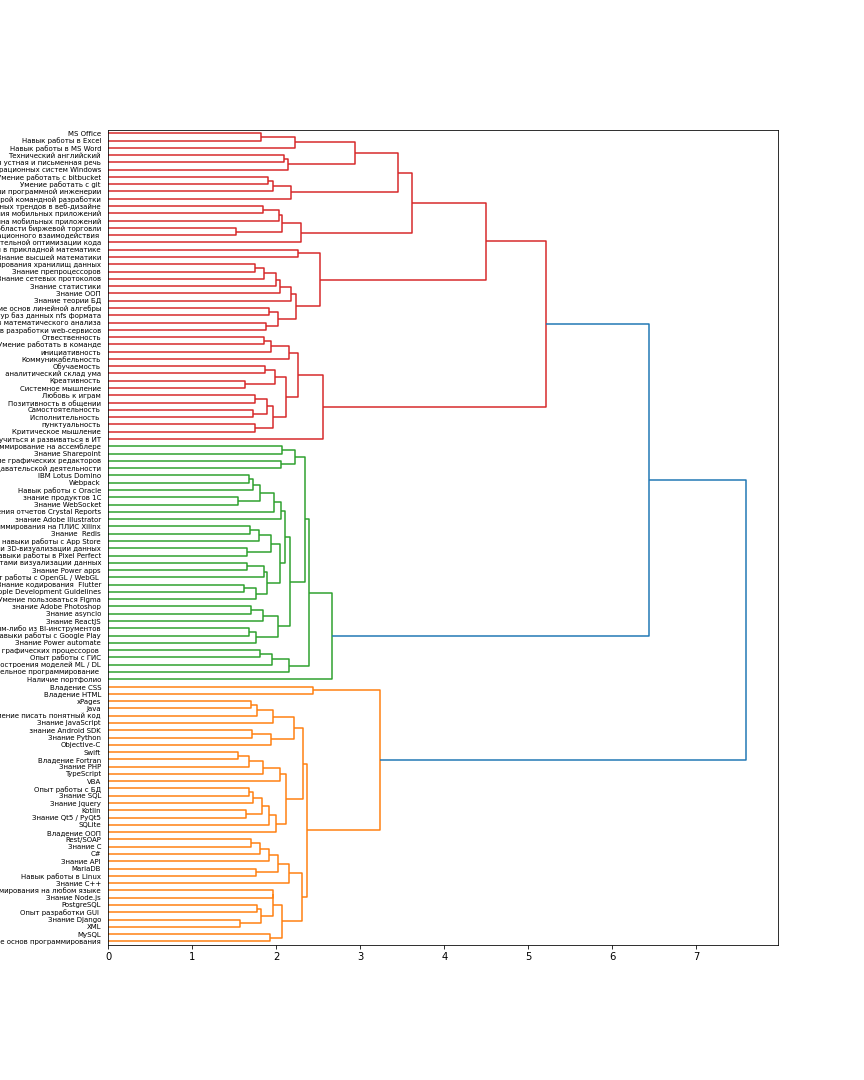 MS Office
Навык работы в Excel
Навык работы в MS Word
Технический английский
устная и письменная речь
рационных систем Windows
Умение работать с bitbucket
Умение работать с git
и программной инженерии
рой командной разработки
ных трендов в веб-дизайне
ия мобильных приложений
на мобильных приложений
области биржевой торговли
ационного взаимодействия
тельной оптимизации кода
в прикладной математике
Знание высшей математики
ирования хранилищ данных
Знание препроцессоров
Знание сетевых протоколов
Знание статистики
Знание ООП
Знание теории БД
ие основ линейной алгебры
ур баз данных nfs формата
математического анализа
в разработки web-сервисов
Отвественность
Умение работать в команде
инициативность
Коммуникабельность
Обучаемость
аналитический склад ума
Креативность
Системное мышление
Любовь к играм
Позитивность в общении
Самостоятельность
Исполнительность
пунктуальность
Критическое мышление
учиться и развиваться в ИТ
ммирование на ассемблере
Знание Sharepoint
ие графических редакторов
давательской деятельности
IBM Lotus Domino
Webpack
Навык работы с Oracle
знание продуктов 1С
Знание WebSocket
ения отчетов Crystal Reports
знание Adobe Illustrator
ммирования на ПЛИС Xilinx
Знание Redis
навыки работы с App Store
и 3D-визуализации данных
авыки работы в Pixel Perfect
тами визуализации данных
Знание Power apps
т работы с OpenGL / WebGL
Знание кодирования Flutter
ple Development Guidelines
Умение пользоваться Figma
знание Adobe Photoshop
Знание asyncio
Знание ReactJS
м-либо из BI-инструментов
авыки работы с Google Play
Знание Power automate
графических процессоров
Опыт работы с ГИС
остроения моделей ML / DL
ельное программирование
Наличие портфолио
Владение CSS
Владение HTML
xPages
Java
мение писать понятный код
Знание JavaScript
знание Android SDK
Знание Python
Objective-C
Swift
Владение Fortran
Знание PHP
TypeScript
VBA
Опыт работы с БД
Знание SQL
Знание Jquery
Kotlin
Знание Qt5 / PyQt5
SQLite
Владение ООП
Rest/SOAP
Знание C
C#
Знание API
MariaDB
Навык работы в Linux
Знание C++
мирования на любом языке
Знание Node.js
PostgreSQL
Опыт разработки GUI
Знание Django
XML
MySQL
е основ программирования
0 1 2 3 4 5 6 7